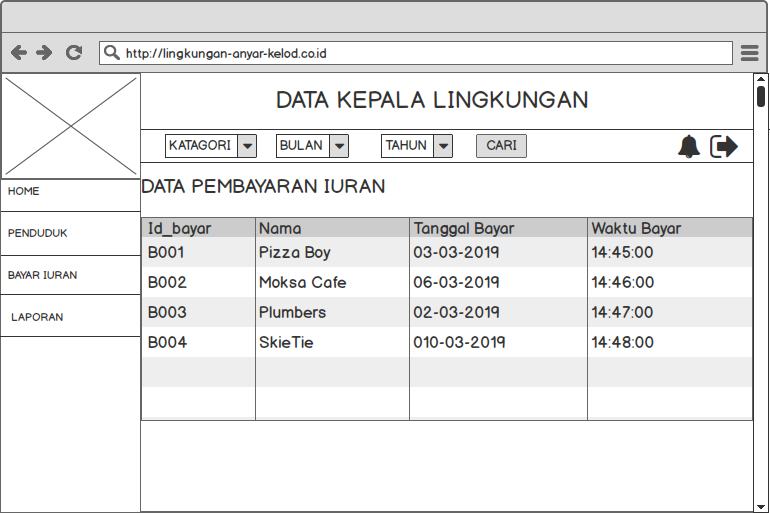 http://lingkungan-anyar-kelod.co.id
DATA KEPALA LINGKUNGAN
KATAGORI BULAN TAHUN CARI
HOME
PENDUDUK
BAYAR IURAN
LAPORAN
DATA PEMBAYARAN IURAN
Id_bayar Nama Tanggal Bayar Waktu Bayar
B001 Pizza Boy 03-03-2019 14:45:00
B002 Moksa Cafe 06-03-2019 14:46:00
B003 Plumbers 02-03-2019 14:47:00
B004 SkieTie 010-03-2019 14:48:00